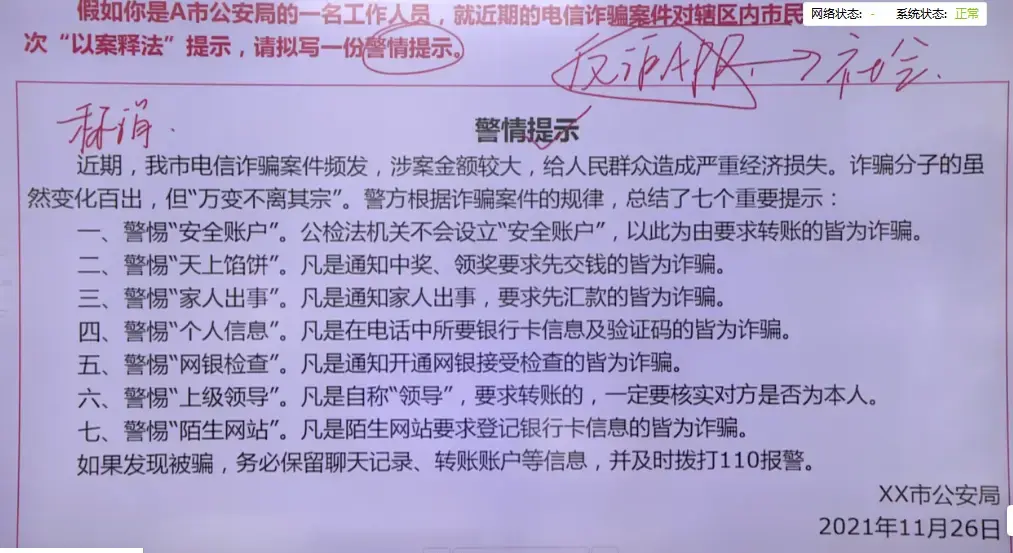 假如你是A市公安局的一名工作人员，就近期的电信诈骗案件对辖区内市民
网络状态: - 系统状态: 正常
次“以案释法”提示，请拟写一份警情提示。
反诈APP → 社会.
警情提示
近期，我市电信诈骗案件频发，涉案金额较大，给人民群众造成严重经济损失。诈骗分子的虽
然变化百出，但“万变不离其宗”。警方根据诈骗案件的规律，总结了七个重要提示：
一、警惕“安全账户”。公检法机关不会设立“安全账户”，以此为由要求转账的皆为诈骗。
二、警惕“天上馅饼”。凡是通知中奖、领奖要求先交钱的皆为诈骗。
三、警惕“家人出事”。凡是通知家人出事，要求先汇款的皆为诈骗。
四、警惕“个人信息”。凡是在电话中所要银行卡信息及验证码的皆为诈骗。
五、警惕“网银检查”。凡是通知开通网银接受检查的皆为诈骗。
六、警惕“上级领导”。凡是自称“领导”，要求转账的，一定要核实对方是否为本人。
七、警惕“陌生网站”。凡是陌生网站要求登记银行卡信息的皆为诈骗。
如果发现被骗，务必保留聊天记录、转账账户等信息，并及时拨打110报警。
XX市公安局
2021年11月26日